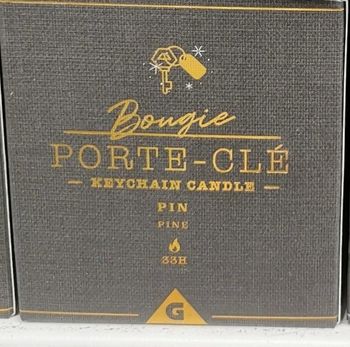 Bougie
PORTE-CLÉ
KEYCHAIN CANDLE
PIN
PINE
33H
G